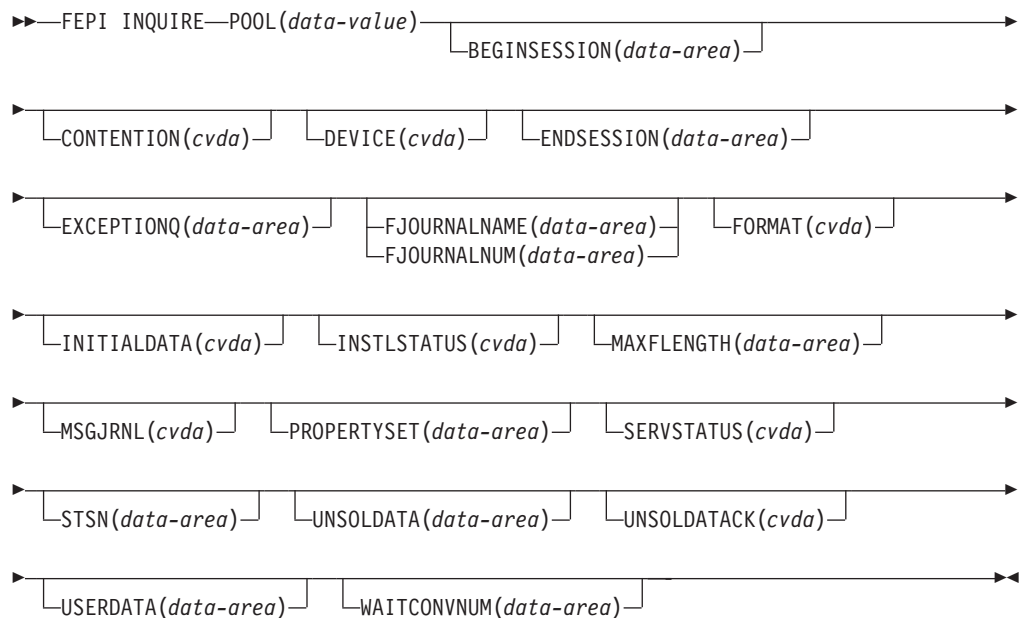 FEPI INQUIRE POOL(data-value)
BEGINSESSION(data-area)
CONTENTION(cvda) DEVICE(cvda) ENDSESSION(data-area)
EXCEPTIONQ(data-area) FJOURNALNAME(data-area) FORMAT(cvda)
FJOURNALNUM(data-area)
INITIALDATA(cvda) INSTLSTATUS(cvda) MAXFLENGTH(data-area)
MSGJRNL(cvda) PROPERTYSET(data-area) SERVSTATUS(cvda)
STSN(data-area) UNSOLDATA(data-area) UNSOLDATACK(cvda)
USERDATA(data-area) WAITCONVNUM(data-area)